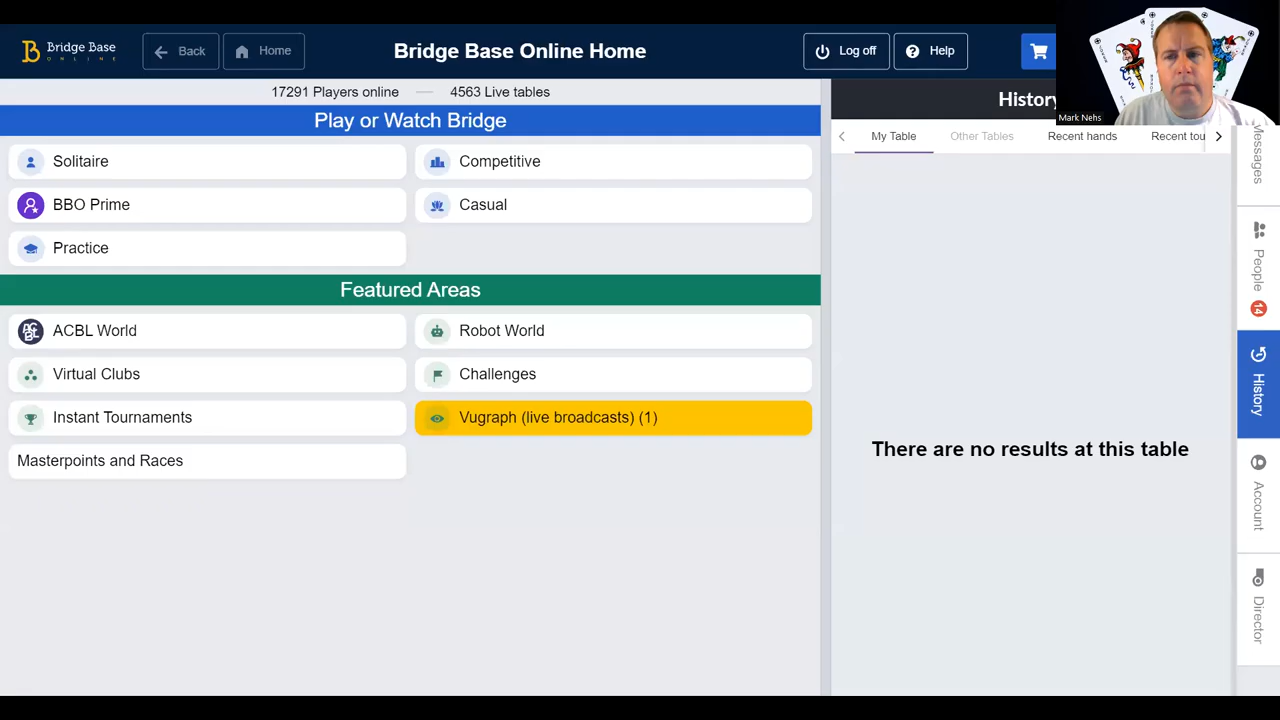 Bridge Base
ONLINE
Back
Home
Bridge Base Online Home
Log off
Help
Mark Nehs
17291 Players online
4563 Live tables
Play or Watch Bridge
Solitaire
Competitive
BBO Prime
Casual
Practice
Featured Areas
ACBL World
Robot World
Virtual Clubs
Challenges
Instant Tournaments
Vugraph (live broadcasts) (1)
Masterpoints and Races
History
My Table
Other Tables
Recent hands
Recent tou
There are no results at this table
Messages
People
14
History
Account
Director